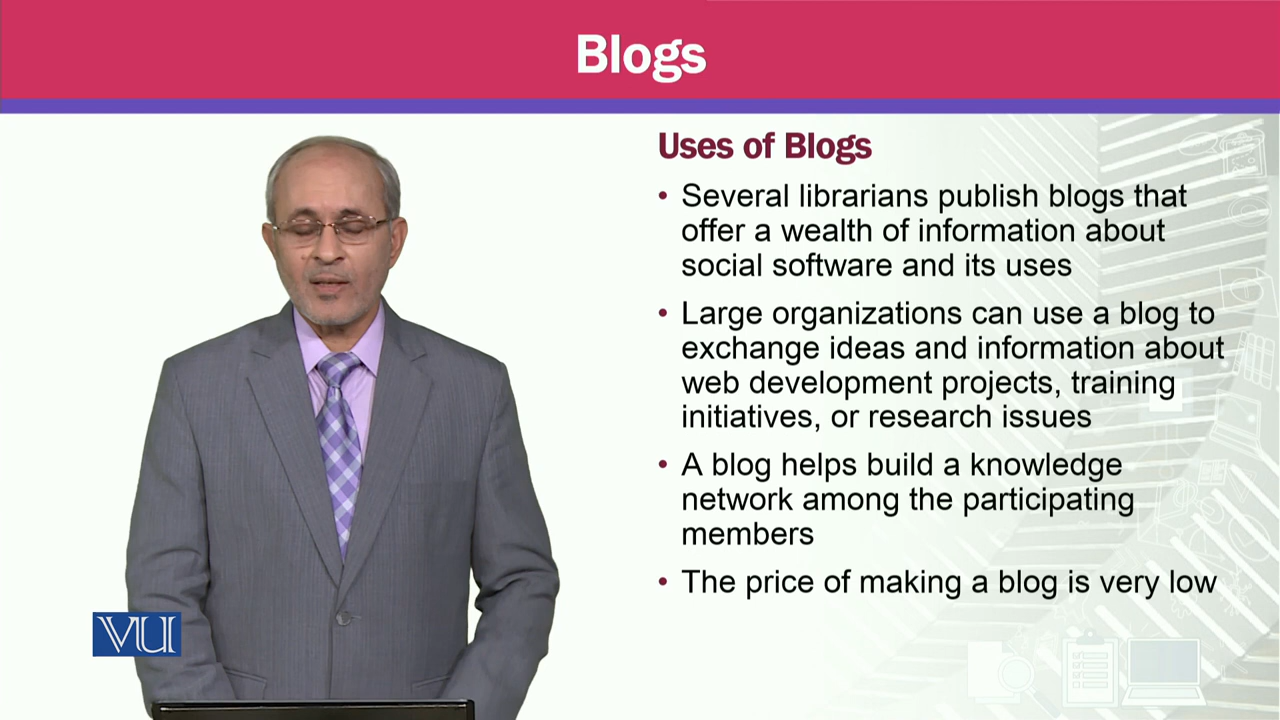 Blogs
Uses of Blogs
• Several librarians publish blogs that
offer a wealth of information about
social software and its uses
• Large organizations can use a blog to
exchange ideas and information about
web development projects, training
initiatives, or research issues
• A blog helps build a knowledge
network among the participating
members
• The price of making a blog is very low
VU